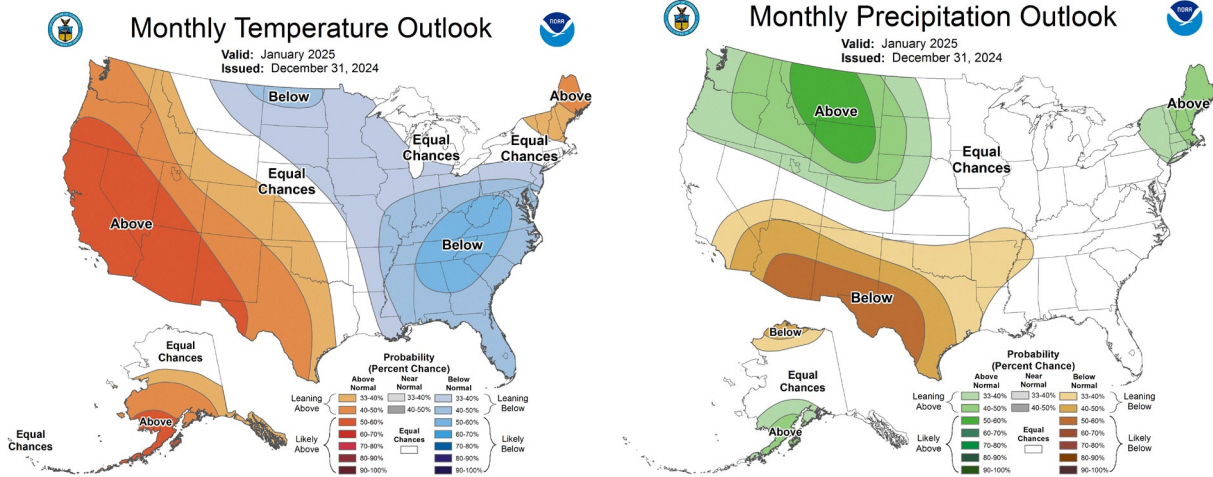 Monthly Temperature Outlook
Valid: January 2025
Issued: December 31, 2024
NOAA
Below
Above
Equal
Chances
Equal
Chances
Equal
Chances
Above
Below
Equal
Chances
Above
Equal
Chances
Probability
(Percent Chance)
Above
Normal
Near
Normal
Below
Normal
Leaning
Above
33-40%
33-40%
33-40%
Leaning
Below
40-50%
40-50%
40-50%
Likely
Above
50-60%
60-70%
70-80%
80-90%
90-100%
Equal
Chances
50-60%
60-70%
70-80%
80-90%
90-100%
Likely
Below
Monthly Precipitation Outlook
Valid: January 2025
Issued: December 31, 2024
NOAA
Above
Above
Equal
Chances
Below
Below
Equal
Chances
Above
Probability
(Percent Chance)
Above
Normal
Near
Normal
Below
Normal
Leaning
Above
33-40%
33-40%
33-40%
Leaning
Below
40-50%
40-50%
40-50%
Likely
Above
50-60%
60-70%
70-80%
80-90%
90-100%
Equal
Chances
50-60%
60-70%
70-80%
80-90%
90-100%
Likely
Below